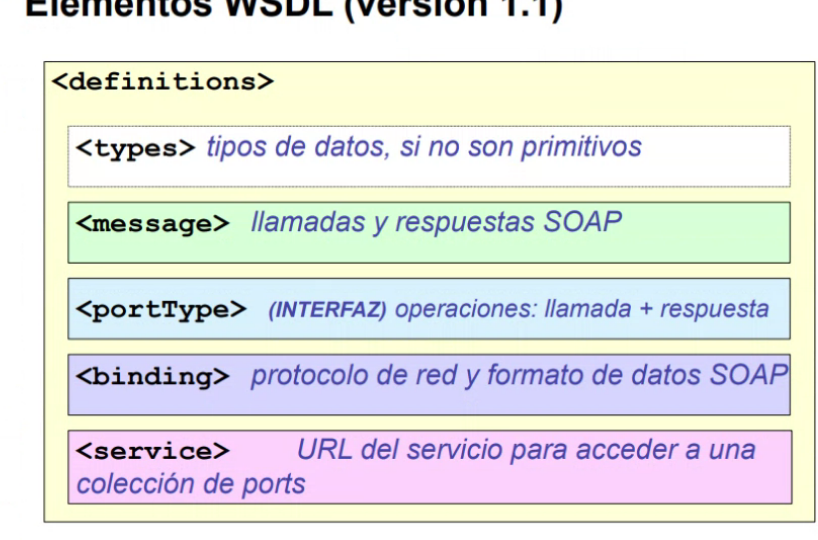 Elementos WSDL (versión 1.1)
<definitions>
<types> tipos de datos, si no son primitivos
<message> llamadas y respuestas SOAP
<portType> (INTERFAZ) operaciones: llamada + respuesta
<binding> protocolo de red y formato de datos SOAP
<service> URL del servicio para acceder a una
colección de ports